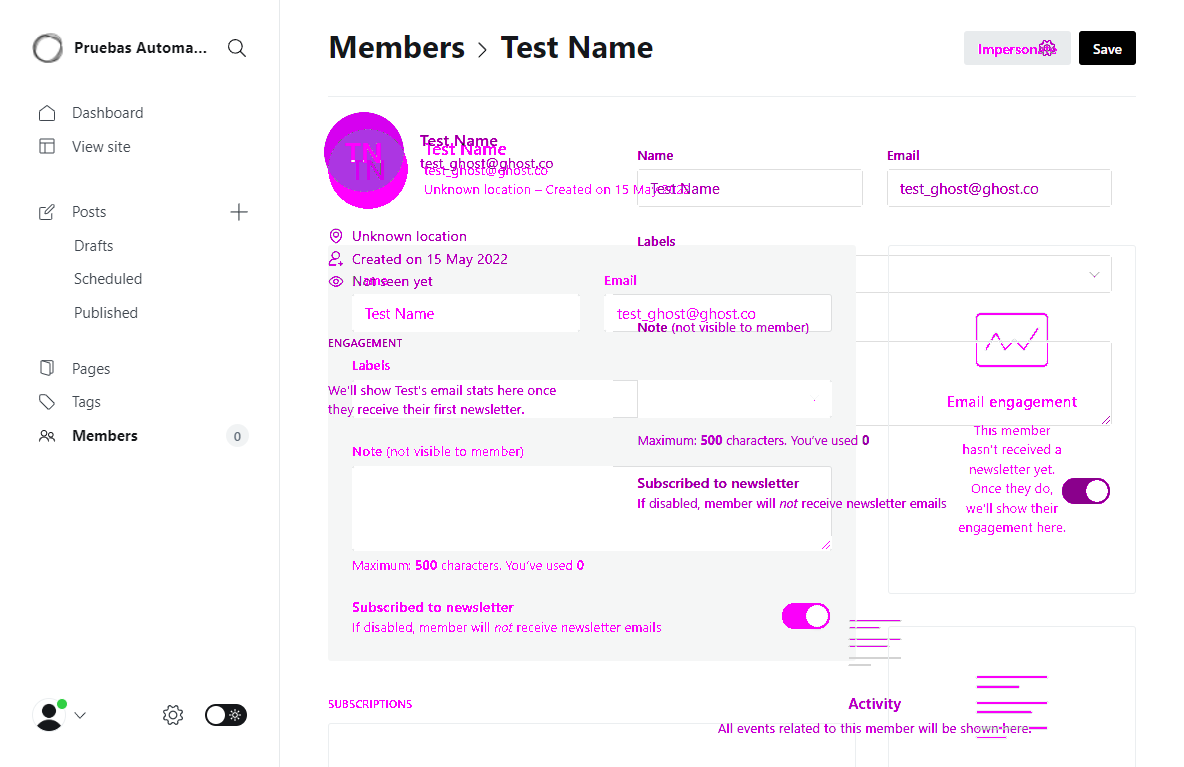 Pruebas Automa...
Members > Test Name
Impersonate
Save
Dashboard
View site
Posts
Drafts
Scheduled
Published
Pages
Tags
Members
0
TN
TN
Test Name
test_ghost@ghost.co
Test Name
test_ghost@ghost.co
Unknown location – Created on 15 May 2022
Name
Test Name
Email
test_ghost@ghost.co
Unknown location
Created on 15 May 2022
Not seen yet
Labels
Name
Test Name
Email
test_ghost@ghost.co
Note (not visible to member)
ENGAGEMENT
Labels
We'll show Test's email stats here once
they receive their first newsletter.
Maximum: 500 characters. You've used 0
Note (not visible to member)
Subscribed to newsletter
If disabled, member will not receive newsletter emails
Email engagement
This member
hasn't received a
newsletter yet.
Once they do,
we'll show their
engagement here.
Maximum: 500 characters. You've used 0
Subscribed to newsletter
If disabled, member will not receive newsletter emails
SUBSCRIPTIONS
Activity
All events related to this member will be shown here.